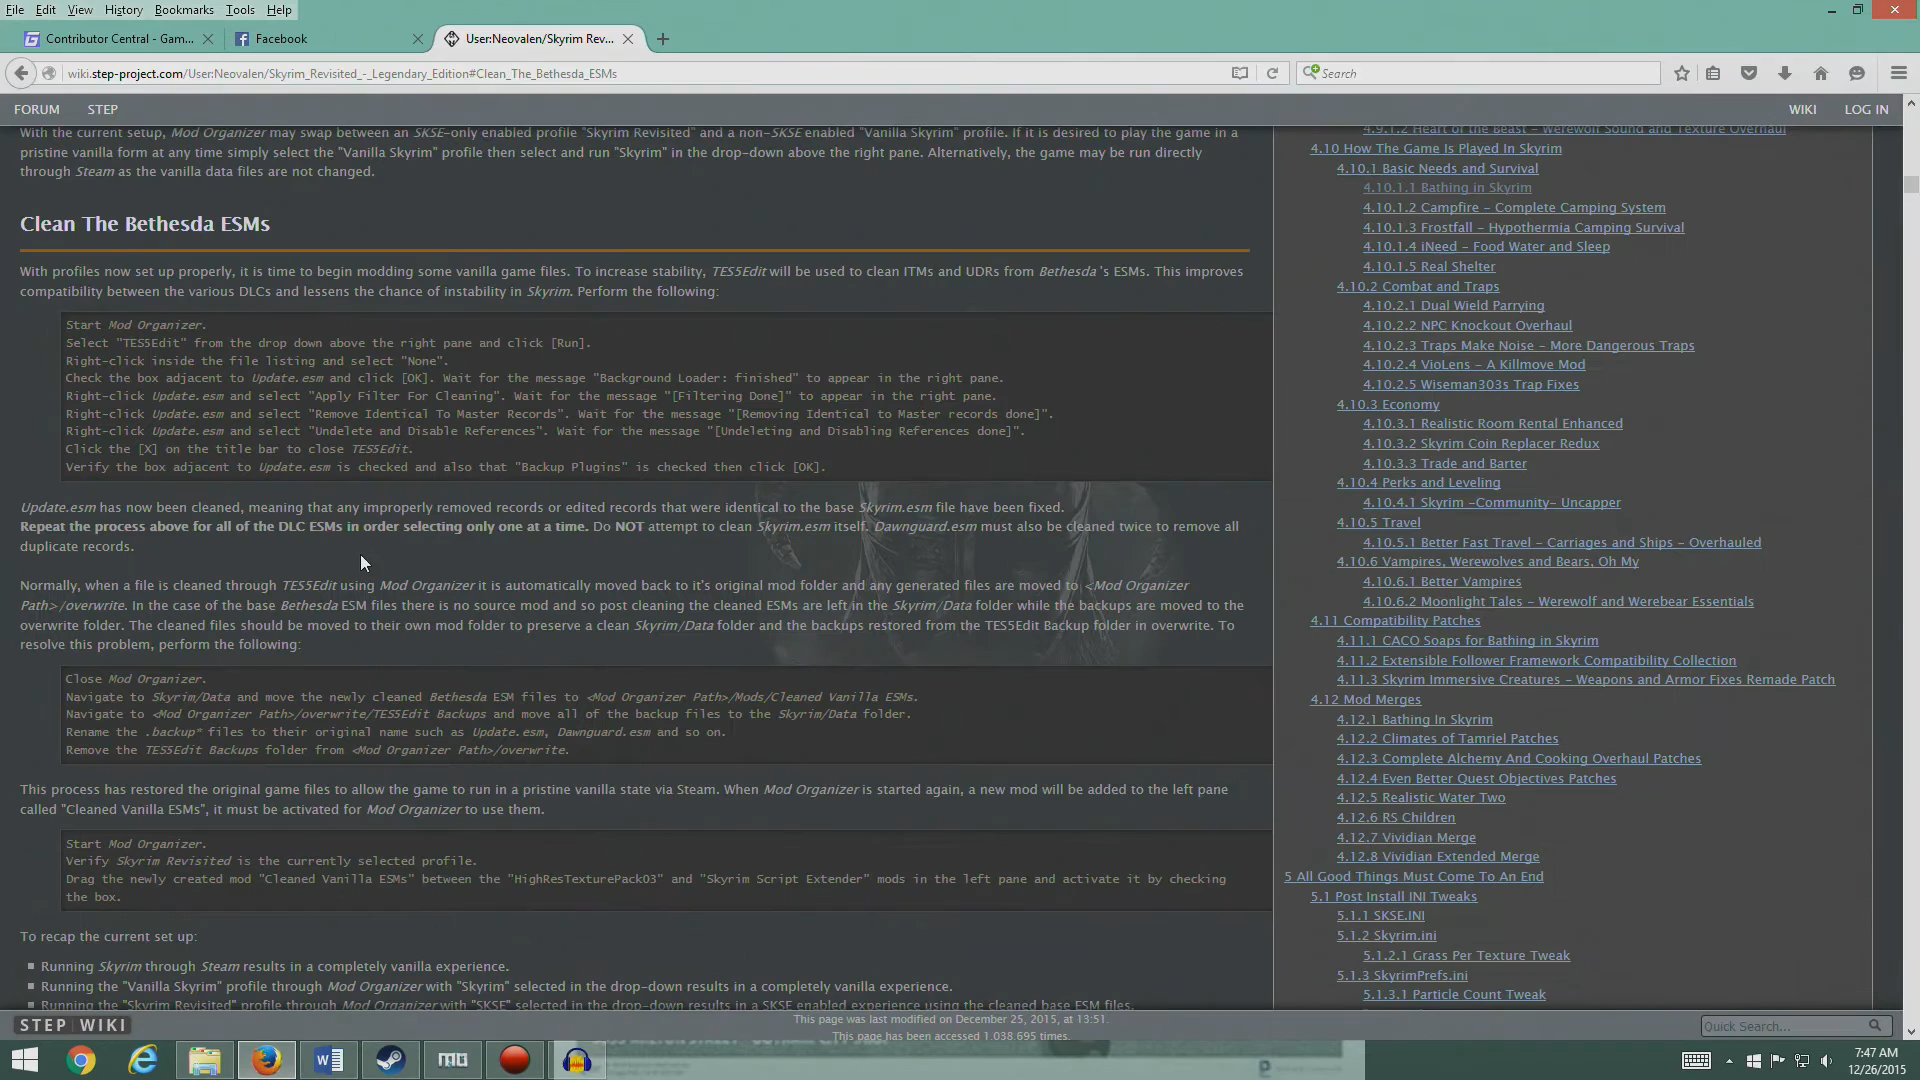 File Edit View History Bookmarks Tools Help
Contributor Central - Gam... Facebook User:Neovalen/Skyrim Rev...
wiki.step-project.com/User:Neovalen/Skyrim_Revisited_-_Legendary_Edition#Clean_The_Bethesda_ESMs
Search
FORUM STEP WIKI LOG IN
With the current setup, Mod Organizer may swap between an SKSE-only enabled profile "Skyrim Revisited" and a non-SKSE enabled "Vanilla Skyrim" profile. If it is desired to play the game in a
pristine vanilla form at any time simply select the "Vanilla Skyrim" profile then select and run "Skyrim" in the drop-down above the right pane. Alternatively, the game may be run directly
through Steam as the vanilla data files are not changed.
Clean The Bethesda ESMs
With profiles now set up properly, it is time to begin modding some vanilla game files. To increase stability, TES5Edit will be used to clean ITMs and UDRs from Bethesda 's ESMs. This improves
compatibility between the various DLCs and lessens the chance of instability in Skyrim. Perform the following:
Start Mod Organizer.
Select "TES5Edit" from the drop down above the right pane and click [Run].
Right-click inside the file listing and select "None".
Check the box adjacent to Update.esm and click [OK]. Wait for the message "Background Loader: finished" to appear in the right pane.
Right-click Update.esm and select "Apply Filter For Cleaning". Wait for the message "[Filtering Done]" to appear in the right pane.
Right-click Update.esm and select "Remove Identical To Master Records". Wait for the message "[Removing Identical to Master records done]".
Right-click Update.esm and select "Undelete and Disable References". Wait for the message "[Undeleting and Disabling References done]".
Click the [X] on the title bar to close TES5Edit.
Verify the box adjacent to Update.esm is checked and also that "Backup Plugins" is checked then click [OK].
Update.esm has now been cleaned, meaning that any improperly removed records or edited records that were identical to the base Skyrim.esm file have been fixed.
Repeat the process above for all of the DLC ESMs in order selecting only one at a time. Do NOT attempt to clean Skyrim.esm itself. Dawnguard.esm must also be cleaned twice to remove all
duplicate records.
Normally, when a file is cleaned through TES5Edit using Mod Organizer it is automatically moved back to it's original mod folder and any generated files are moved to <Mod Organizer
Path>/overwrite. In the case of the base Bethesda ESM files there is no source mod and so post cleaning the cleaned ESMs are left in the Skyrim/Data folder while the backups are moved to the
overwrite folder. The cleaned files should be moved to their own mod folder to preserve a clean Skyrim/Data folder and the backups restored from the TES5Edit Backup folder in overwrite. To
resolve this problem, perform the following:
Close Mod Organizer.
Navigate to Skyrim/Data and move the newly cleaned Bethesda ESM files to <Mod Organizer Path>/Mods/Cleaned Vanilla ESMs.
Navigate to <Mod Organizer Path>/overwrite/TES5Edit Backups and move all of the backup files to the Skyrim/Data folder.
Rename the .backup* files to their original name such as Update.esm, Dawnguard.esm and so on.
Remove the TES5Edit Backups folder from <Mod Organizer Path>/overwrite.
This process has restored the original game files to allow the game to run in a pristine vanilla state via Steam. When Mod Organizer is started again, a new mod will be added to the left pane
called "Cleaned Vanilla ESMs", it must be activated for Mod Organizer to use them.
Start Mod Organizer.
Verify Skyrim Revisited is the currently selected profile.
Drag the newly created mod "Cleaned Vanilla ESMs" between the "HighResTexturePack03" and "Skyrim Script Extender" mods in the left pane and activate it by checking
the box.
To recap the current set up:
Running Skyrim through Steam results in a completely vanilla experience.
Running the "Vanilla Skyrim" profile through Mod Organizer with "Skyrim" selected in the drop-down results in a completely vanilla experience.
Running the "Skyrim Revisited" profile through Mod Organizer with "SKSE" selected in the drop-down results in a SKSE enabled experience using the cleaned base ESM files.
4.9.1.2 Heart of the Beast - Werewolf Sound and Texture Overhaul
4.10 How The Game Is Played In Skyrim
4.10.1 Basic Needs and Survival
4.10.1.1 Bathing in Skyrim
4.10.1.2 Campfire - Complete Camping System
4.10.1.3 Frostfall - Hypothermia Camping Survival
4.10.1.4 iNeed - Food Water and Sleep
4.10.1.5 Real Shelter
4.10.2 Combat and Traps
4.10.2.1 Dual Wield Parrying
4.10.2.2 NPC Knockout Overhaul
4.10.2.3 Traps Make Noise - More Dangerous Traps
4.10.2.4 VioLens - A Killmove Mod
4.10.2.5 Wiseman303s Trap Fixes
4.10.3 Economy
4.10.3.1 Realistic Room Rental Enhanced
4.10.3.2 Skyrim Coin Replacer Redux
4.10.3.3 Trade and Barter
4.10.4 Perks and Leveling
4.10.4.1 Skyrim -Community- Uncapper
4.10.5 Travel
4.10.5.1 Better Fast Travel - Carriages and Ships - Overhauled
4.10.6 Vampires, Werewolves and Bears, Oh My
4.10.6.1 Better Vampires
4.10.6.2 Moonlight Tales - Werewolf and Werebear Essentials
4.11 Compatibility Patches
4.11.1 CACO Soaps for Bathing in Skyrim
4.11.2 Extensible Follower Framework Compatibility Collection
4.11.3 Skyrim Immersive Creatures - Weapons and Armor Fixes Remade Patch
4.12 Mod Merges
4.12.1 Bathing In Skyrim
4.12.2 Climates of Tamriel Patches
4.12.3 Complete Alchemy And Cooking Overhaul Patches
4.12.4 Even Better Quest Objectives Patches
4.12.5 Realistic Water Two
4.12.6 RS Children
4.12.7 Vividian Merge
4.12.8 Vividian Extended Merge
5 All Good Things Must Come To An End
5.1 Post Install INI Tweaks
5.1.1 SKSE.INI
5.1.2 Skyrim.ini
5.1.2.1 Grass Per Texture Tweak
5.1.3 SkyrimPrefs.ini
5.1.3.1 Particle Count Tweak
STEP WIKI
This page was last modified on December 25, 2015, at 13:51.
This page has been accessed 1,038,695 times.
Quick Search...
MO
7:47 AM
12/26/2015